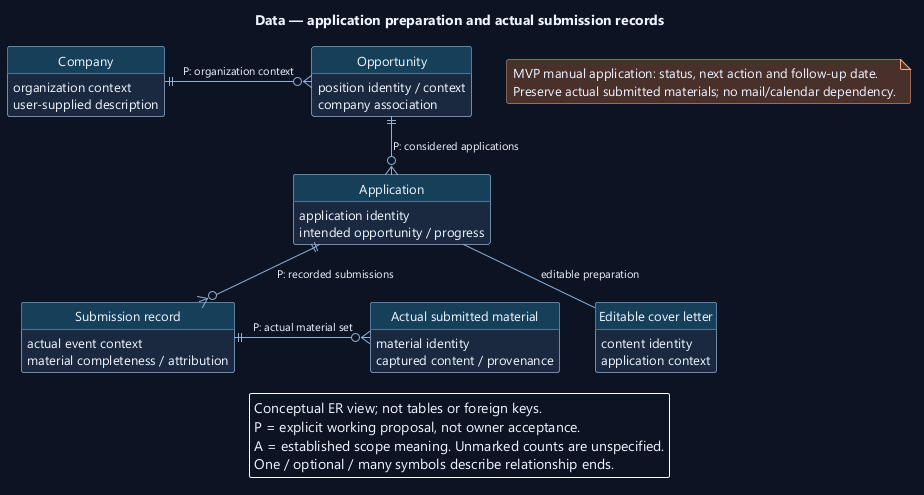 Data — application preparation and actual submission records
Company
organization context
user-supplied description
P: organization context
Opportunity
position identity / context
company association
MVP manual application: status, next action and follow-up date.
Preserve actual submitted materials; no mail/calendar dependency.
P: considered applications
Application
application identity
intended opportunity / progress
P: recorded submissions
editable preparation
Submission record
actual event context
material completeness / attribution
P: actual material set
Actual submitted material
material identity
captured content / provenance
Editable cover letter
content identity
application context
Conceptual ER view; not tables or foreign keys.
P = explicit working proposal, not owner acceptance.
A = established scope meaning. Unmarked counts are unspecified.
One / optional / many symbols describe relationship ends.